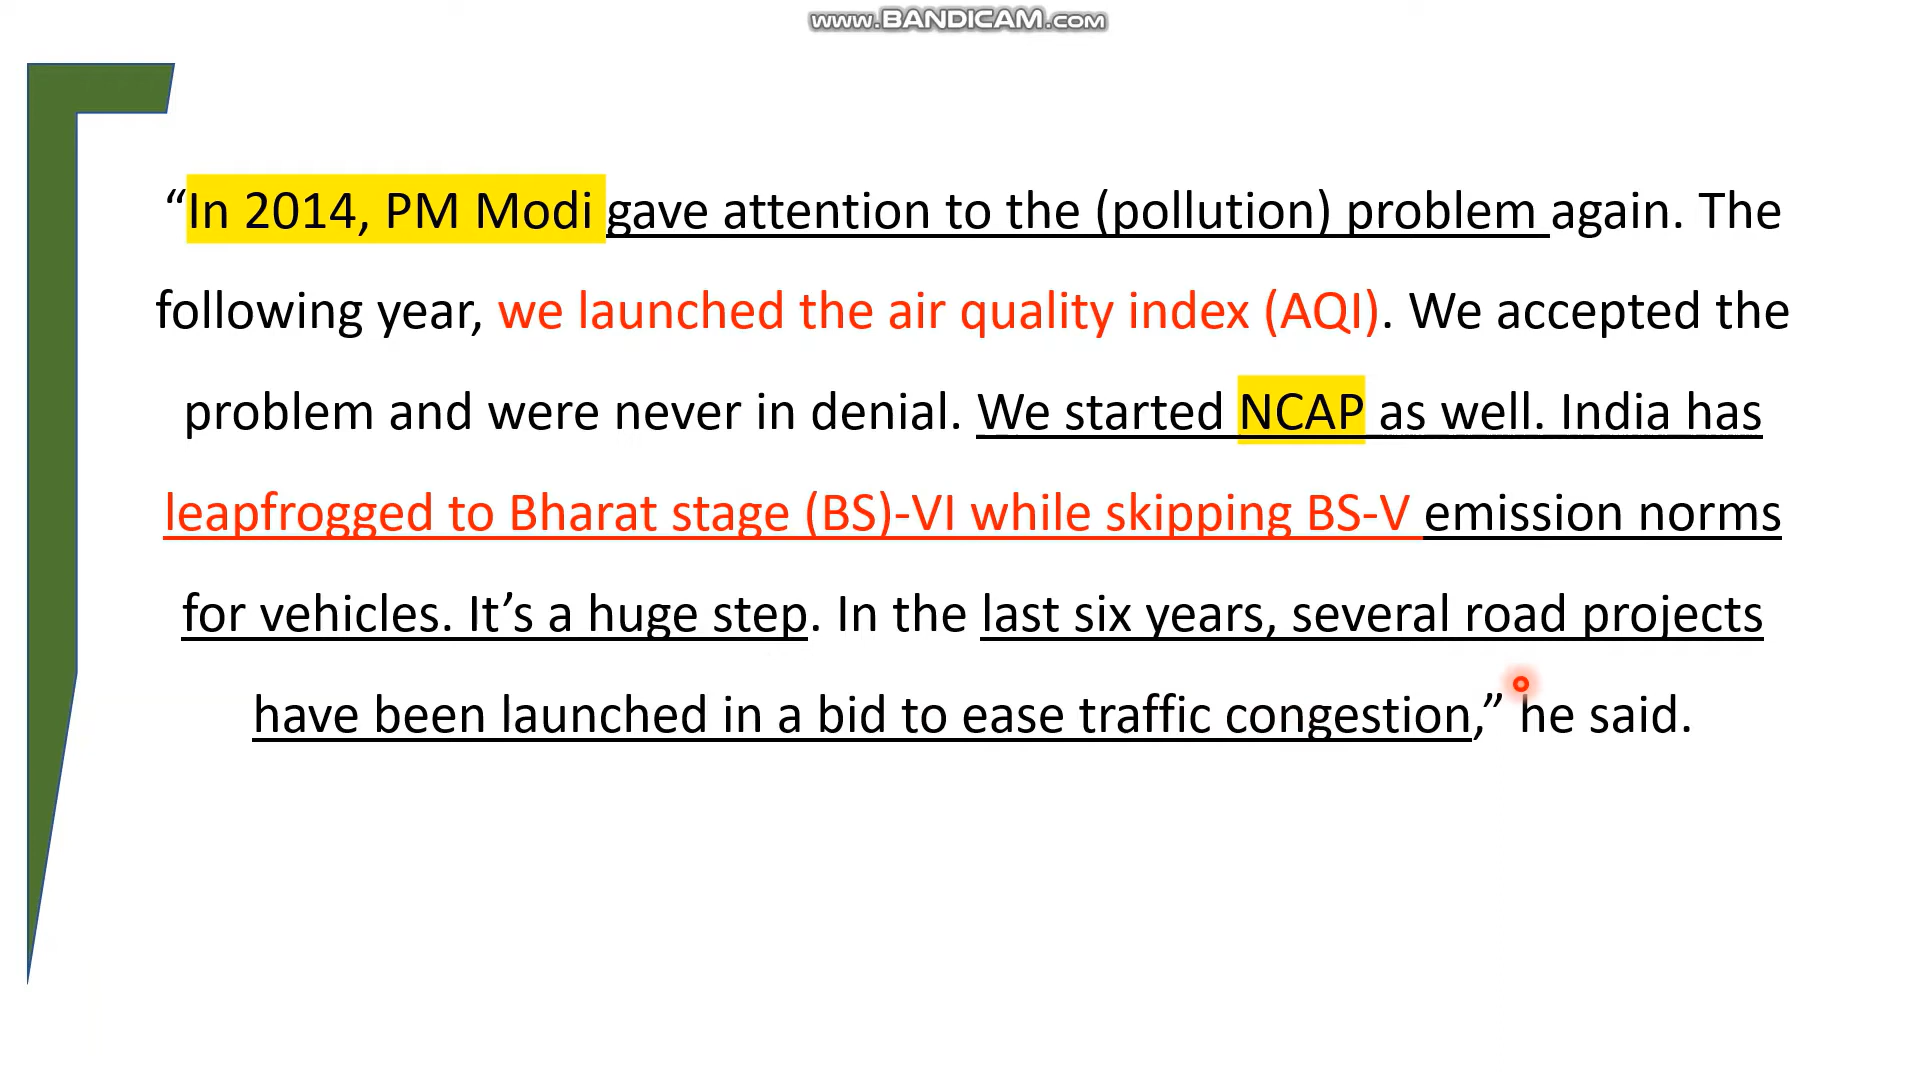 www.BANDICAM.com
“In 2014, PM Modi gave attention to the (pollution) problem again. The
following year, we launched the air quality index (AQI). We accepted the
problem and were never in denial. We started NCAP as well. India has
leapfrogged to Bharat stage (BS)-VI while skipping BS-V emission norms
for vehicles. It’s a huge step. In the last six years, several road projects
have been launched in a bid to ease traffic congestion,” he said.